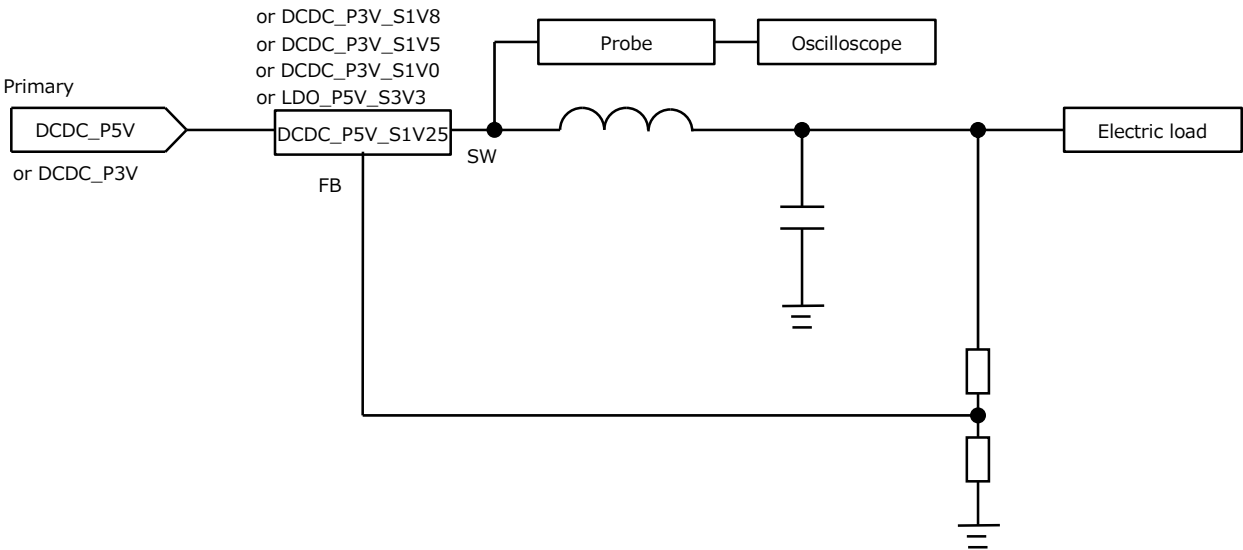 or DCDC_P3V_S1V8
or DCDC_P3V_S1V5
or DCDC_P3V_S1V0
or LDO_P5V_S3V3
Probe
Oscilloscope
Primary
DCDC_P5V
or DCDC_P3V
DCDC_P5V_S1V25
SW
FB
Electric load